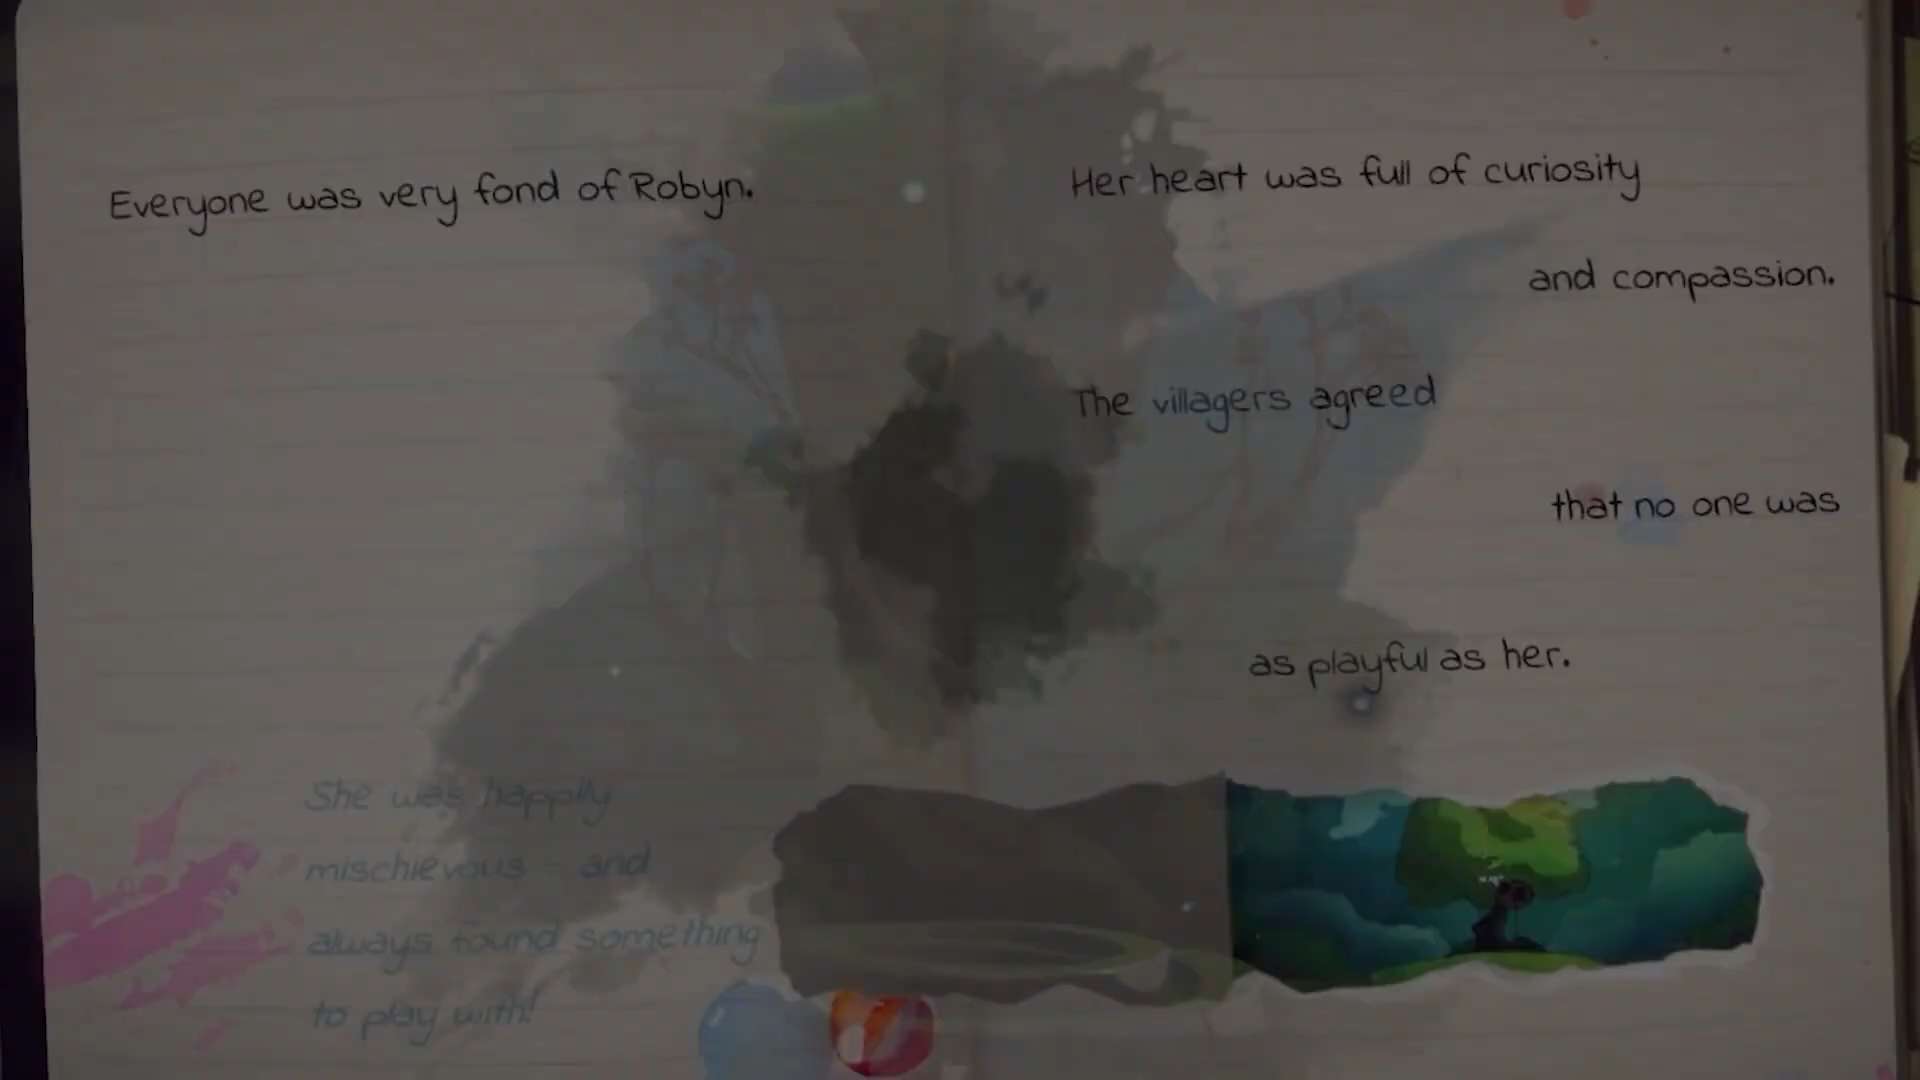 Everyone was very fond of Robyn.
She was happily
mischievous - and
always found something
to play with!
Her heart was full of curiosity
and compassion.
The villagers agreed
that no one was
as playful as her.